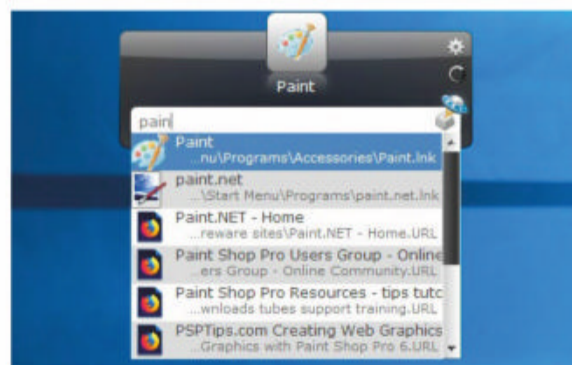 Paint
pain
Paint
...nu\Programs\Accessories\Paint.lnk
paint.net
...\Start Menu\Programs\paint.net.lnk
Paint.NET - Home
...reware sites\Paint.NET - Home.URL
Paint Shop Pro Users Group - Online
...ers Group - Online Community.URL
Paint Shop Pro Resources - tips tutc
...wnloads tubes support training.URL
PSPTips.com Creating Web Graphics
...Graphics with Paint Shop Pro 6.URL